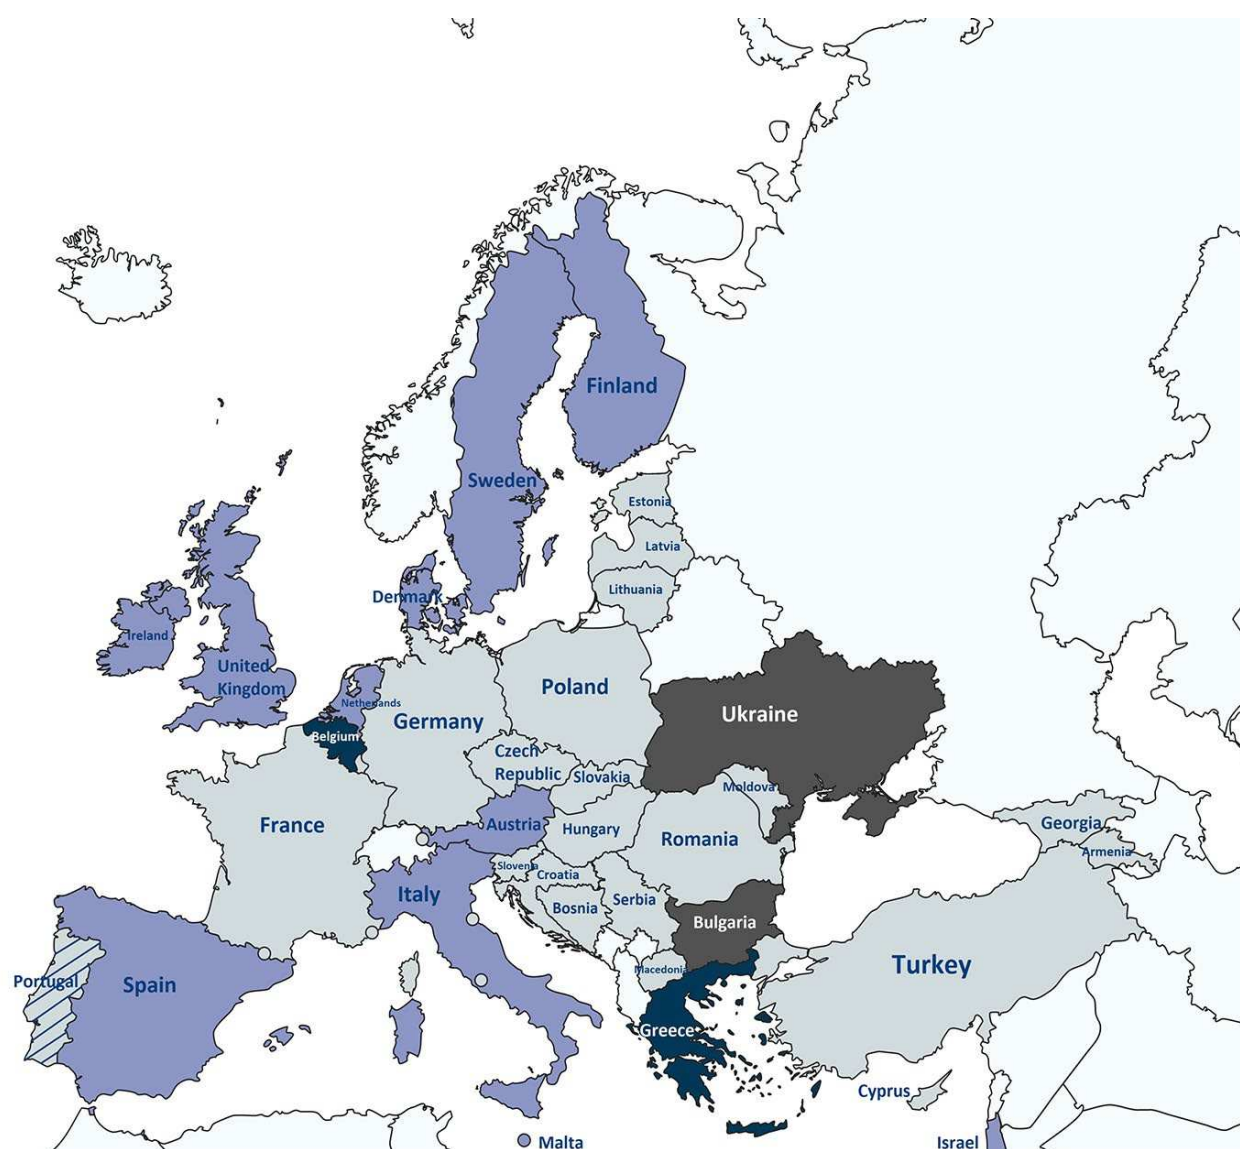 Finland
Sweden
Estonia
Latvia
Lithuania
Denmark
Ireland
United
Kingdom
Netherlands
Belgium
Germany
Poland
Ukraine
Czech
Republic
Slovakia
Moldova
France
Austria
Hungary
Romania
Georgia
Armenia
Slovenia
Croatia
Italy
Bosnia
Serbia
Bulgaria
Portugal
Spain
Macedonia
Turkey
Greece
Cyprus
Malta
Israel